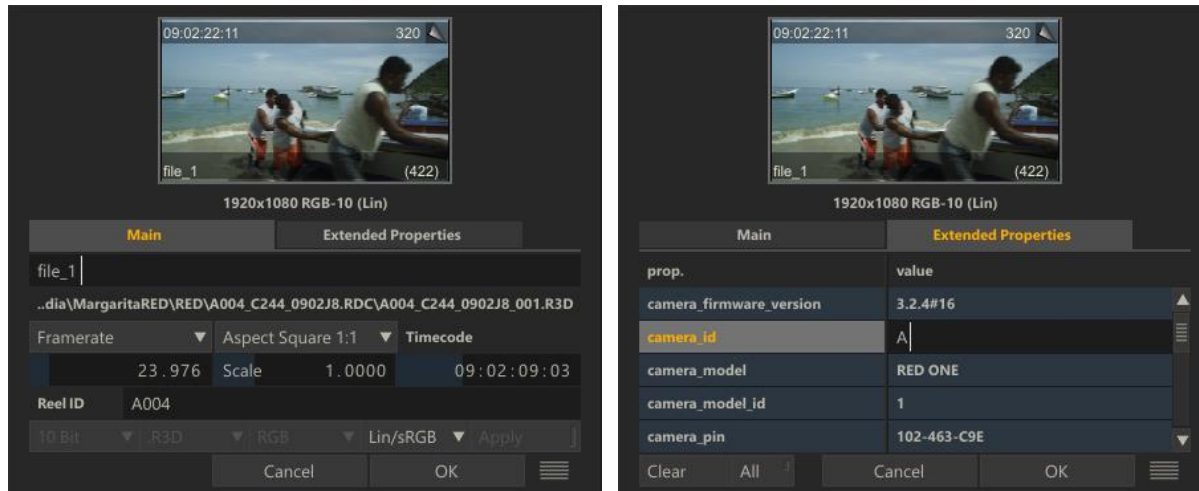 09:02:22:11 320
file_1 (422)
1920x1080 RGB-10 (Lin)
Main Extended Properties
file_1
..dia\MargaritaRED\RED\A004_C244_0902J8.RDC\A004_C244_0902J8_001.R3D
Framerate Aspect Square 1:1 Timecode
23.976 Scale 1.0000 09:02:09:03
Reel ID A004
10 Bit .R3D RGB Lin/sRGB Apply
Cancel OK
09:02:22:11 320
file_1 (422)
1920x1080 RGB-10 (Lin)
Main Extended Properties
prop. value
camera_firmware_version 3.2.4#16
camera_id A
camera_model RED ONE
camera_model_id 1
camera_pin 102-463-C9E
Clear All Cancel OK